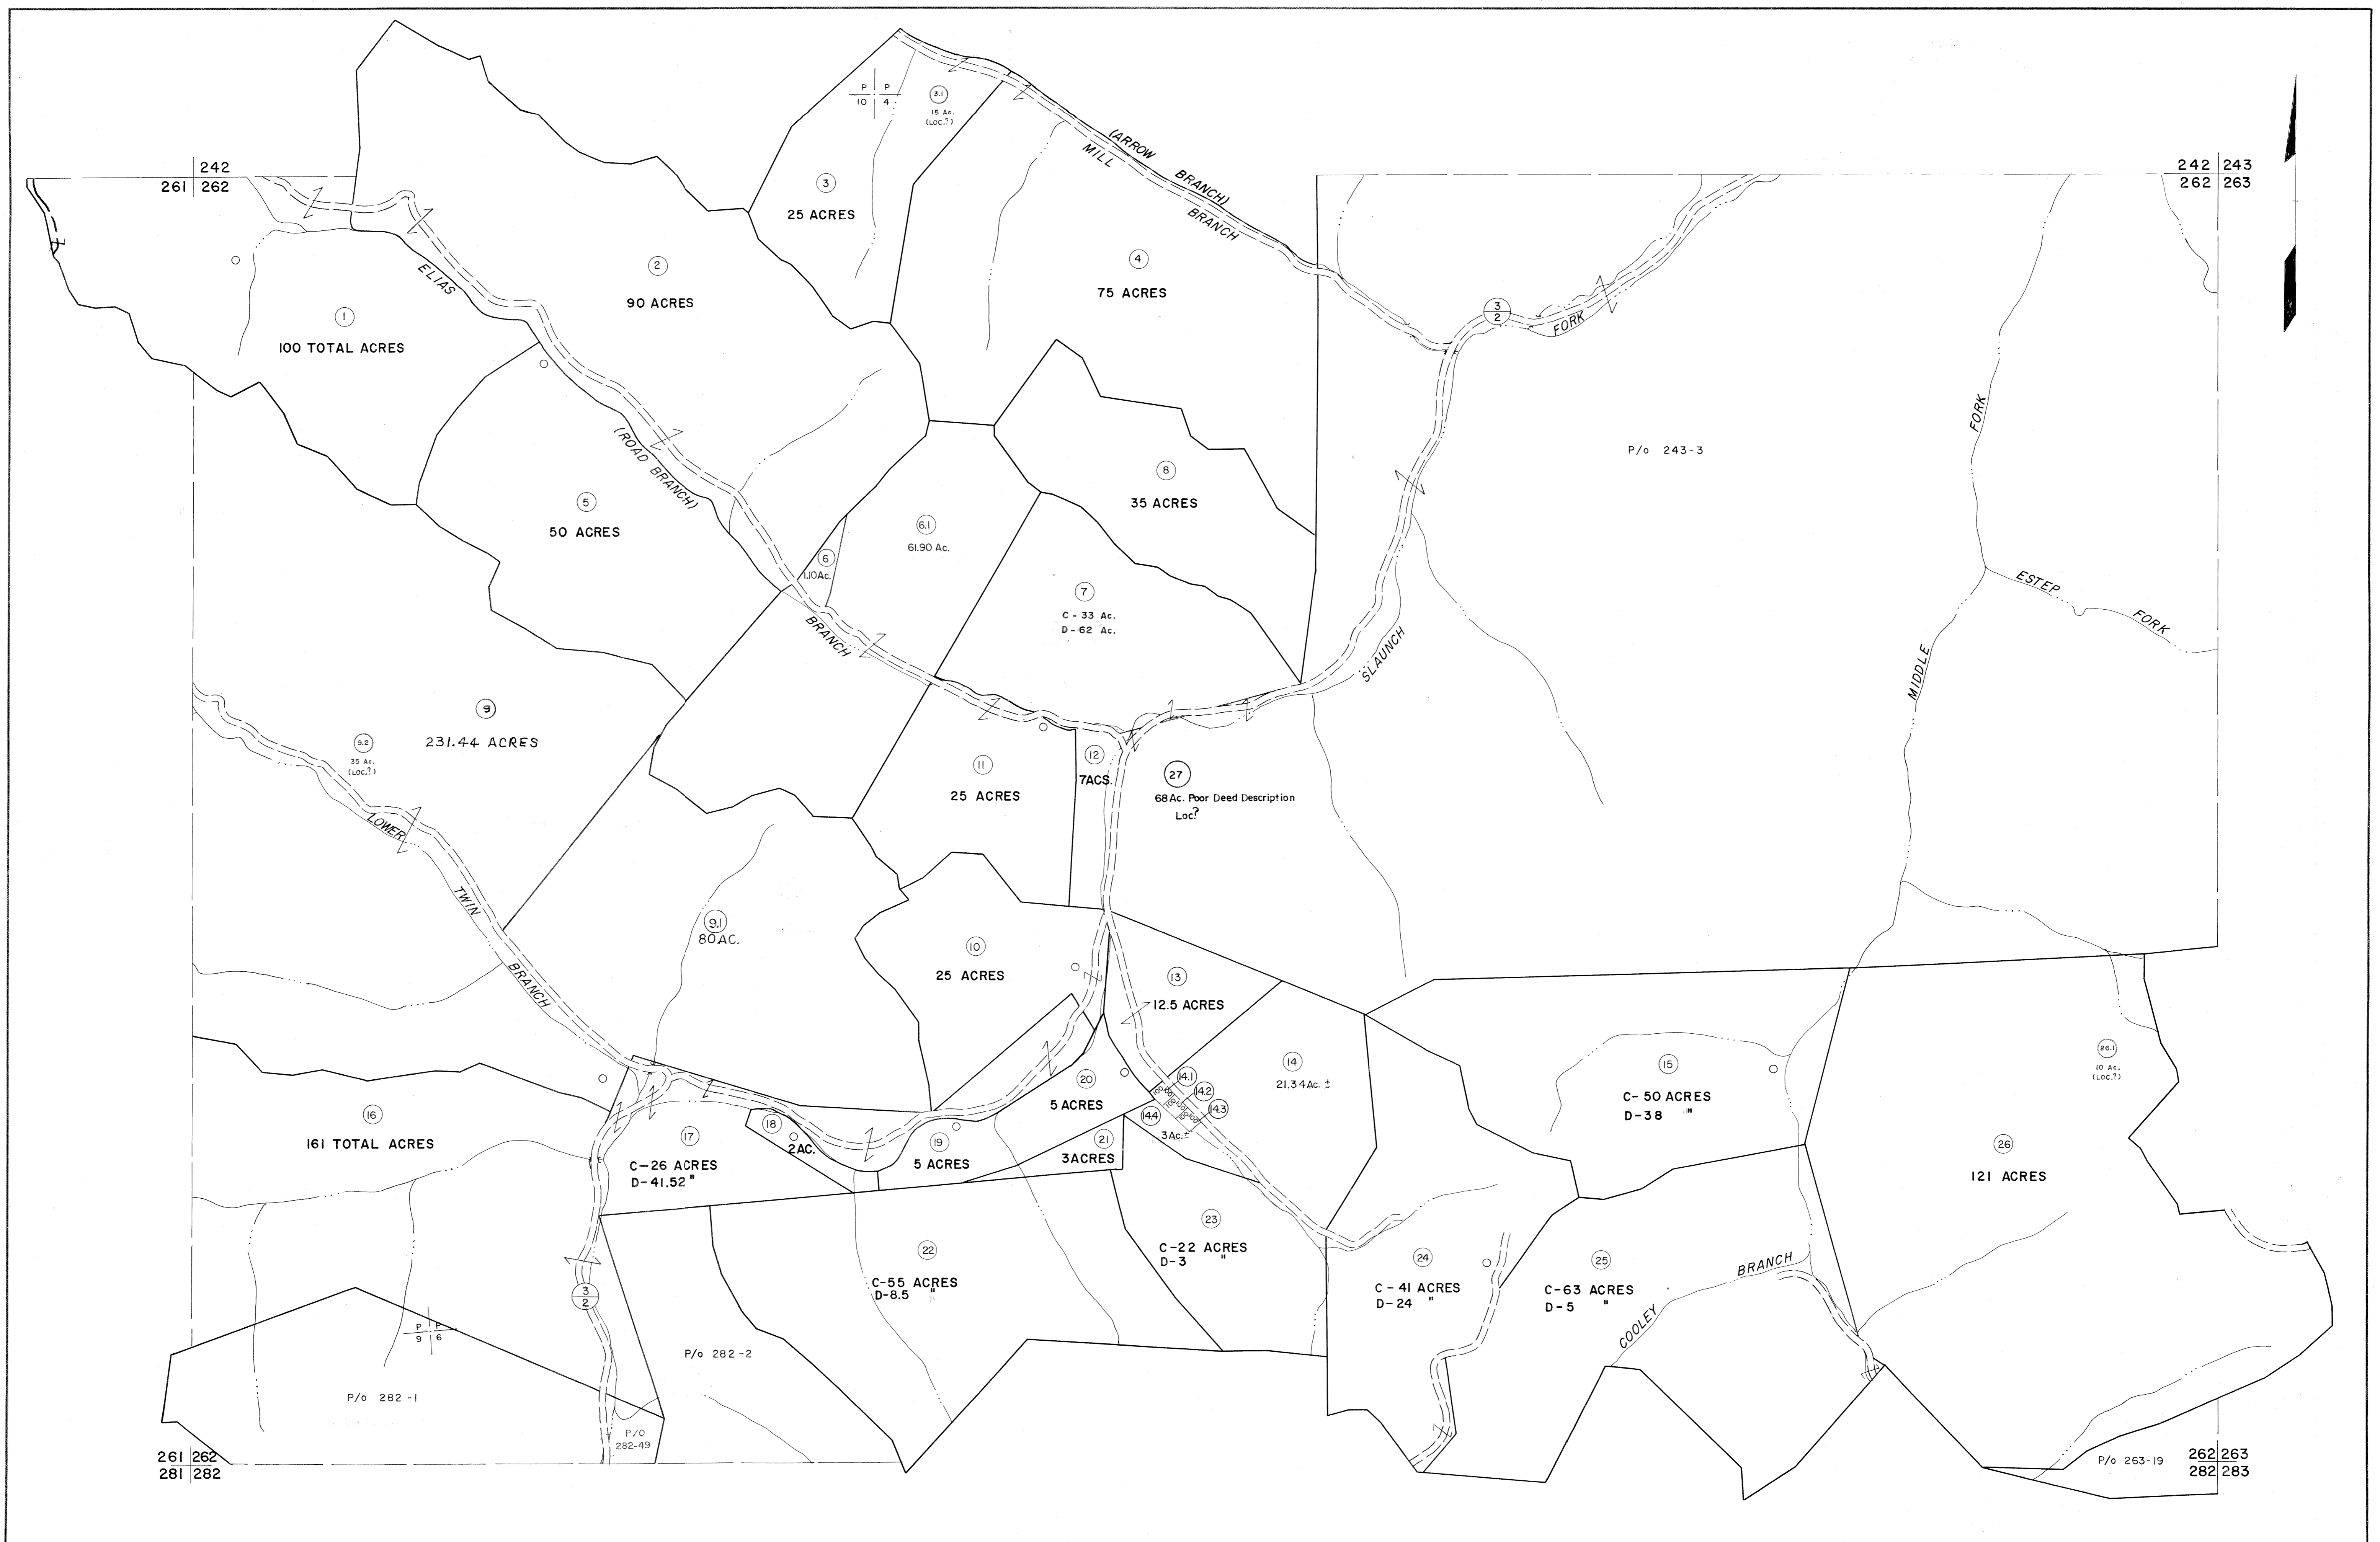 242
261 262
242 243
262 263
P P
10 4
3.1
15 Ac.
(LOC.?)
(ARROW BRANCH)
MILL BRANCH
3
25 ACRES
2
90 ACRES
4
75 ACRES
ELIAS
(ROAD BRANCH)
BRANCH
1
100 TOTAL ACRES
3
2
FORK
FORK
P/o 243-3
5
50 ACRES
8
35 ACRES
6.1
61.90 Ac.
6
1.10Ac.
7
C - 33 Ac.
D - 62 Ac.
ESTEP FORK
MIDDLE
SLAUNCH
9
231.44 ACRES
9.2
35 Ac.
(LOC.?)
LOWER
TWIN
BRANCH
11
25 ACRES
12
7ACS.
27
68Ac. Poor Deed Description
Loc?
9.1
80AC.
10
25 ACRES
13
12.5 ACRES
14
21.34Ac. ±
14.1
14.2
14.3
14.4
3Ac.±
15
C- 50 ACRES
D-38 "
26.1
10 Ac.
(LOC.?)
26
121 ACRES
16
161 TOTAL ACRES
17
C-26 ACRES
D-41.52"
18
2AC.
19
5 ACRES
20
5 ACRES
21
3ACRES
22
C-55 ACRES
D-8.5 "
23
C-22 ACRES
D-3 "
24
C - 41 ACRES
D-24 "
25
C-63 ACRES
D-5 "
COOLEY BRANCH
3
2
P P
9 6
P/o 282-1
P/o 282-2
P/O
282-49
P/o 263-19
261 262
281 282
262 263
282 283